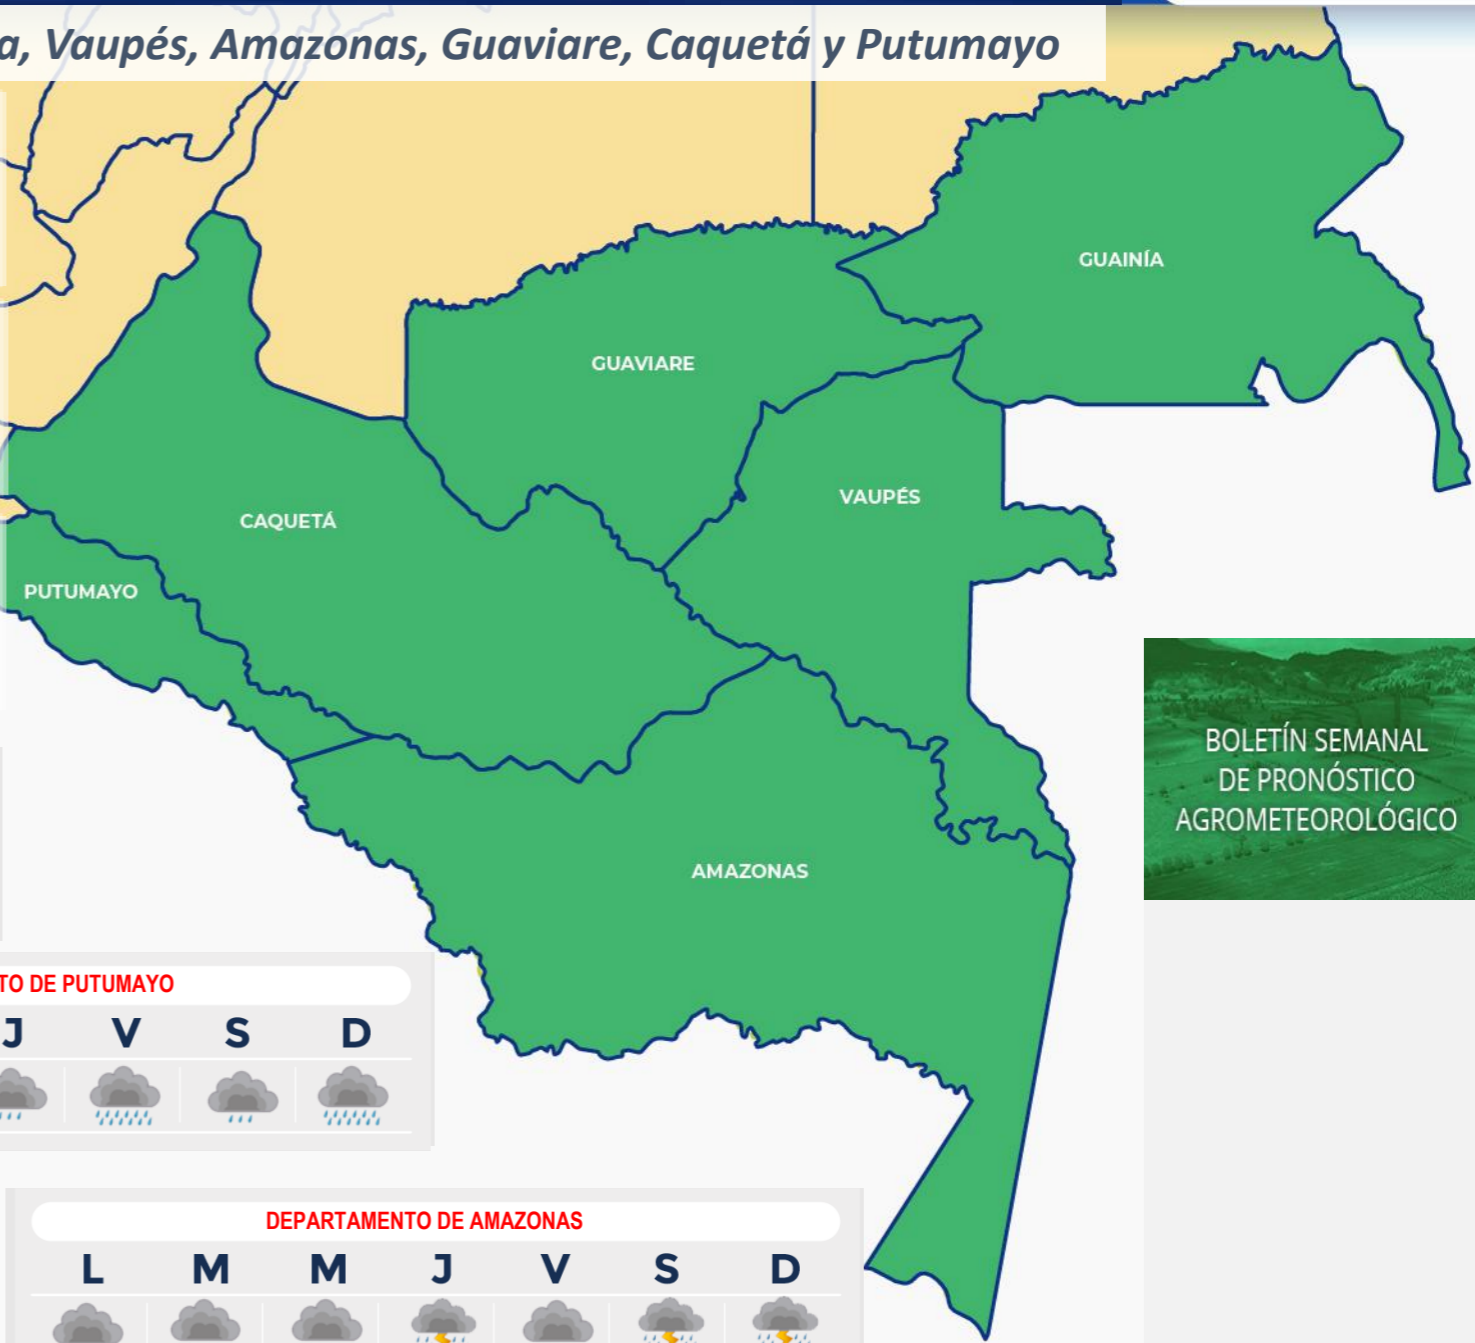 a, Vaupés, Amazonas, Guaviare, Caquetá y Putumayo
GUAINÍA
GUAVIARE
VAUPÉS
CAQUETÁ
PUTUMAYO
BOLETÍN SEMANAL
DE PRONÓSTICO
AGROMETEOROLÓGICO
AMAZONAS
TO DE PUTUMAYO
J V S D
DEPARTAMENTO DE AMAZONAS
L M M J V S D